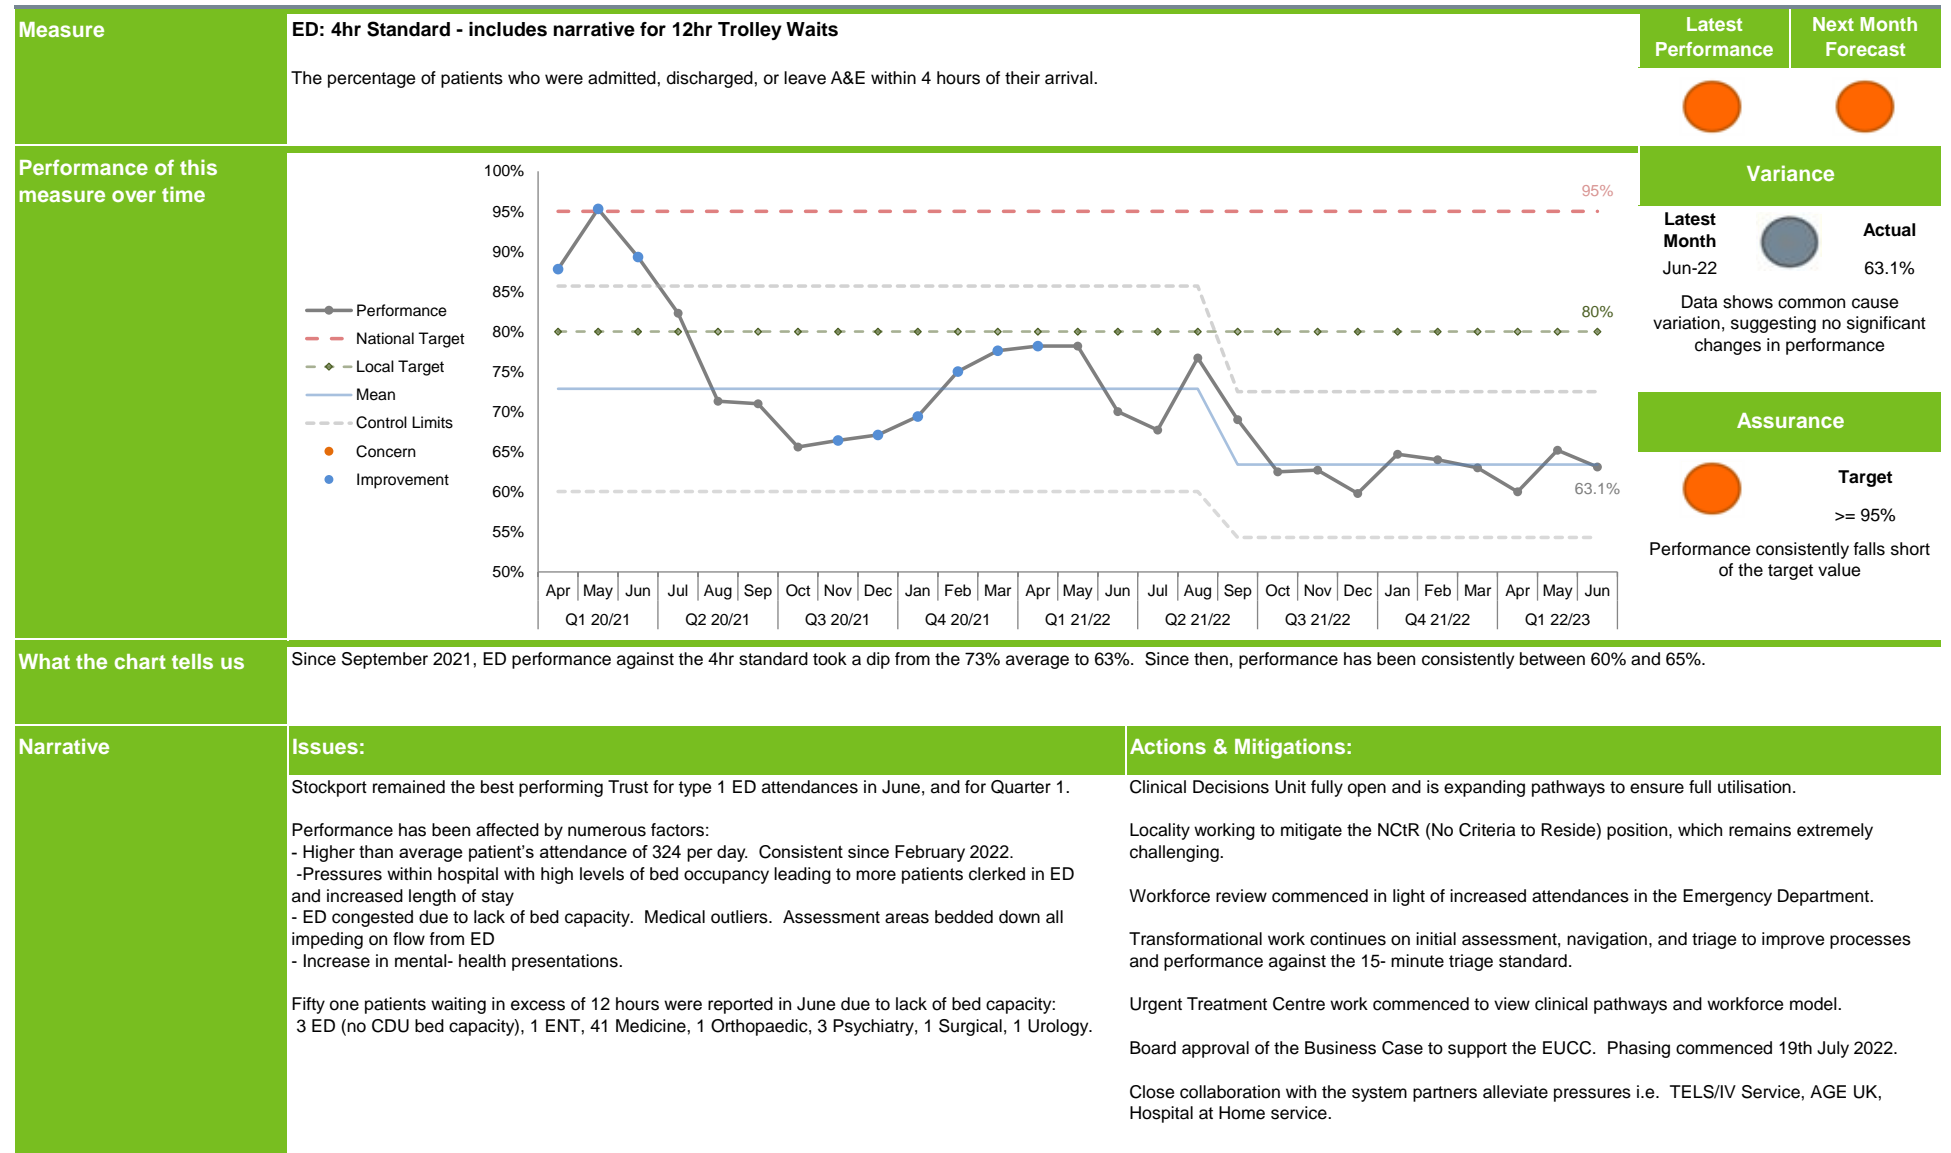 Measure
ED: 4hr Standard - includes narrative for 12hr Trolley Waits
The percentage of patients who were admitted, discharged, or leave A&E within 4 hours of their arrival.
Latest
Performance
Next Month
Forecast
Performance of this
measure over time
100%
95%
90%
85%
80%
75%
70%
65%
60%
55%
50%
Performance
National Target
Local Target
Mean
Control Limits
Concern
Improvement
95%
80%
63.1%
Apr May Jun Jul Aug Sep Oct Nov Dec Jan Feb Mar Apr May Jun Jul Aug Sep Oct Nov Dec Jan Feb Mar Apr May Jun
Q1 20/21 Q2 20/21 Q3 20/21 Q4 20/21 Q1 21/22 Q2 21/22 Q3 21/22 Q4 21/22 Q1 22/23
Variance
Latest
Month
Actual
Jun-22
63.1%
Data shows common cause
variation, suggesting no significant
changes in performance
Assurance
Target
>= 95%
Performance consistently falls short
of the target value
What the chart tells us
Since September 2021, ED performance against the 4hr standard took a dip from the 73% average to 63%.  Since then, performance has been consistently between 60% and 65%.
Narrative
Issues:
Stockport remained the best performing Trust for type 1 ED attendances in June, and for Quarter 1.
Performance has been affected by numerous factors:
- Higher than average patient's attendance of 324 per day.  Consistent since February 2022.
-Pressures within hospital with high levels of bed occupancy leading to more patients clerked in ED
and increased length of stay
- ED congested due to lack of bed capacity.  Medical outliers.  Assessment areas bedded down all
impeding on flow from ED
- Increase in mental- health presentations.
Fifty one patients waiting in excess of 12 hours were reported in June due to lack of bed capacity:
3 ED (no CDU bed capacity), 1 ENT, 41 Medicine, 1 Orthopaedic, 3 Psychiatry, 1 Surgical, 1 Urology.
Actions & Mitigations:
Clinical Decisions Unit fully open and is expanding pathways to ensure full utilisation.
Locality working to mitigate the NCtR (No Criteria to Reside) position, which remains extremely
challenging.
Workforce review commenced in light of increased attendances in the Emergency Department.
Transformational work continues on initial assessment, navigation, and triage to improve processes
and performance against the 15- minute triage standard.
Urgent Treatment Centre work commenced to view clinical pathways and workforce model.
Board approval of the Business Case to support the EUCC.  Phasing commenced 19th July 2022.
Close collaboration with the system partners alleviate pressures i.e.  TELS/IV Service, AGE UK,
Hospital at Home service.